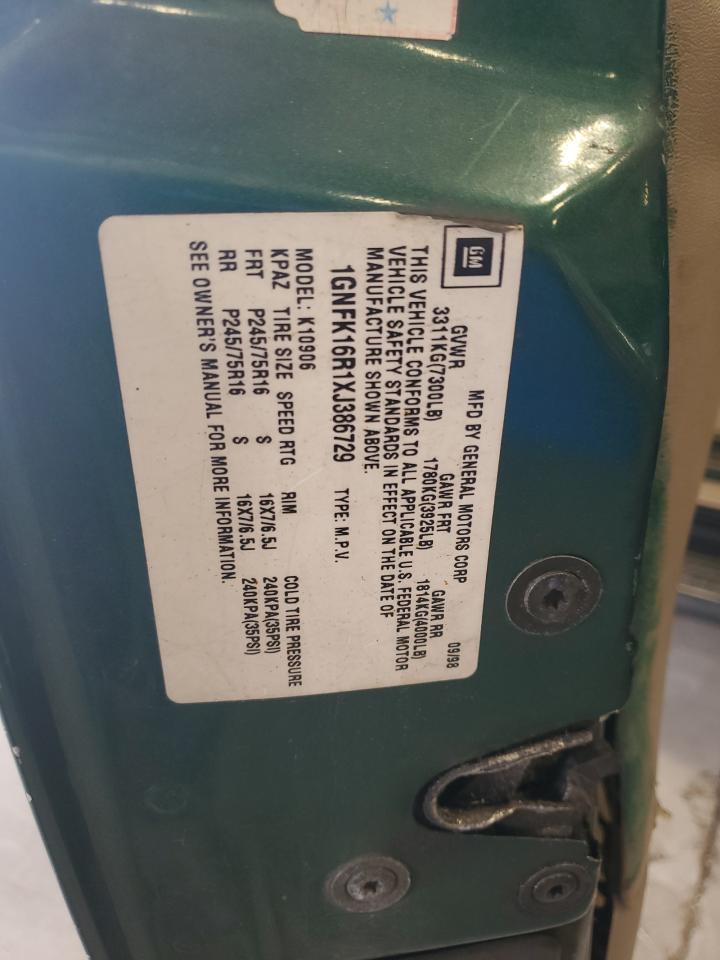 GM
MFD BY GENERAL MOTORS CORP 09/98
GVWR GAWR FRT GAWR RR
3311KG(7300LB) 1780KG(3925LB) 1814KG(4000LB)
THIS VEHICLE CONFORMS TO ALL APPLICABLE U.S. FEDERAL MOTOR
VEHICLE SAFETY STANDARDS IN EFFECT ON THE DATE OF
MANUFACTURE SHOWN ABOVE.
1GNFK16R1XJ386729 TYPE: M.P.V.
MODEL: K10906
KPAZ TIRE SIZE SPEED RTG RIM COLD TIRE PRESSURE
FRT P245/75R16 S 16X7/6.5J 240KPA(35PSI)
RR P245/75R16 S 16X7/6.5J 240KPA(35PSI)
SEE OWNER'S MANUAL FOR MORE INFORMATION.